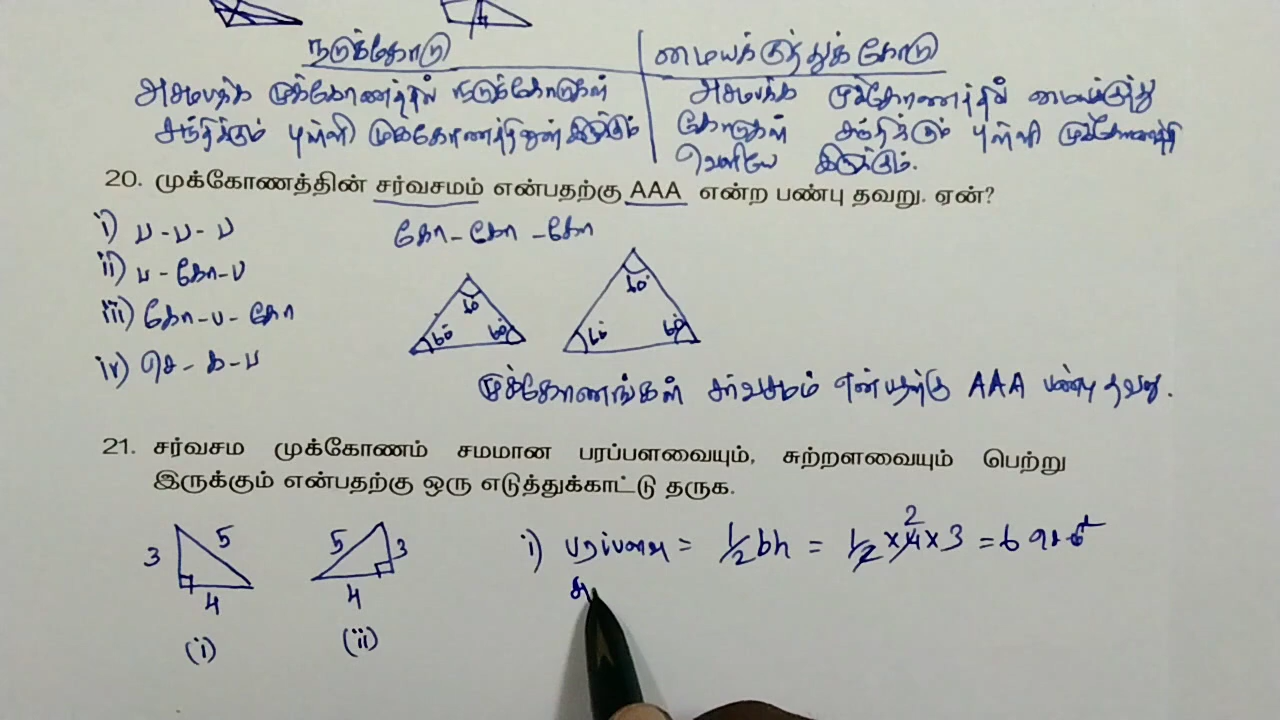 நடுக்கோடு
மையக்குத்துக் கோடு
அசமபக்க முக்கோணத்தில் நடுக்கோடுகள்
சந்திக்கும் புள்ளி முக்கோணத்தினுள் இருக்கும்
அசமபக்க முக்கோணத்தில் மையக்குத்து
கோடுகள் சந்திக்கும் புள்ளி முக்கோணத்தி
வெளியே இருக்கும்.
20. முக்கோணத்தின் சர்வசமம் என்பதற்கு AAA என்ற பண்பு தவறு. ஏன்?
i) ப - ப - ப
கோ - கோ - கோ
ii) ப - கோ - ப
iii) கோ - ப - கோ
iv) செ - க - ப
60° 60° 60°
60° 60° 60°
முக்கோணங்கள் சர்வசமம் என்பதற்கு AAA பண்பு தவறு.
21. சர்வசம முக்கோணம் சமமான பரப்பளவையும், சுற்றளவையும் பெற்று
இருக்கும் என்பதற்கு ஒரு எடுத்துக்காட்டு தருக.
3 5 4
(i)
5 3 4
(ii)
i) பரப்பளவு = 1/2 bh = 1/2 × 4 × 3 = 6 ச.செ
2
சு